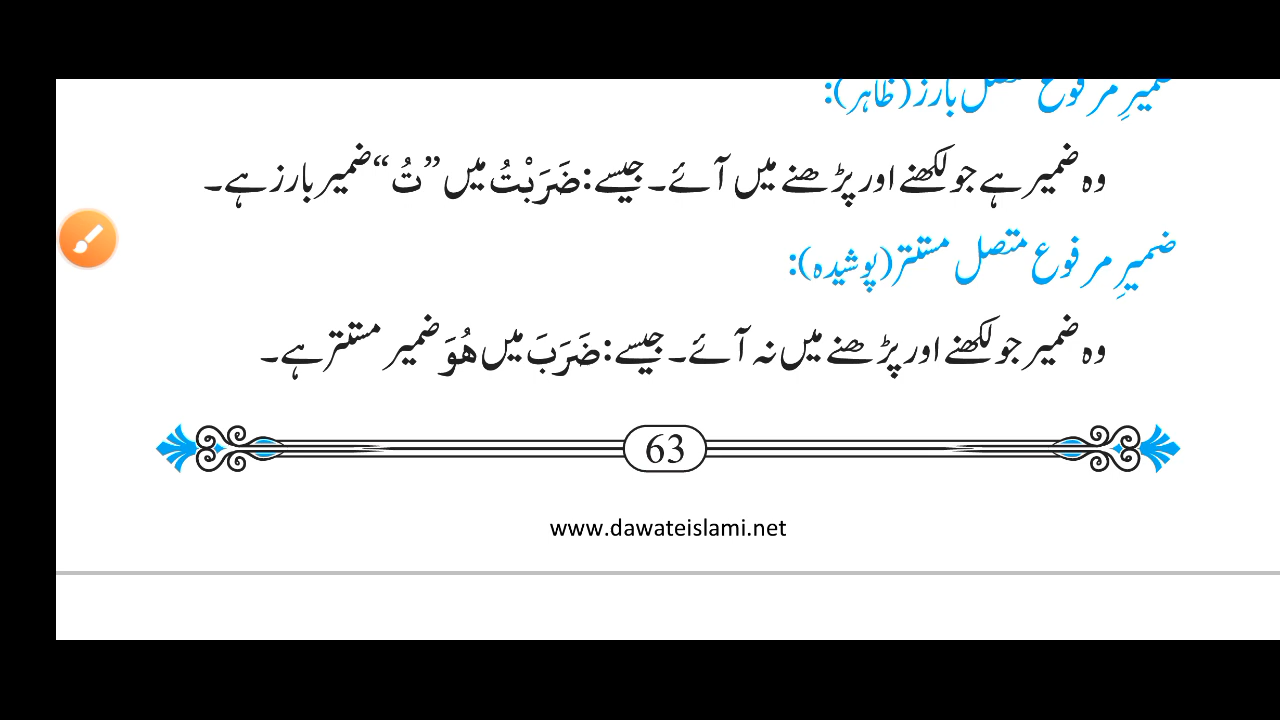 ضمیرِ مرفوع متصل بارز (ظاہر):
وہ ضمیر ہے جو لکھنے اور پڑھنے میں آئے۔ جیسے: ضَرَبْتُ میں ”تُ“ ضمیر بارز ہے۔
ضمیرِ مرفوع متصل مستتر (پوشیدہ):
وہ ضمیر جو لکھنے اور پڑھنے میں نہ آئے۔ جیسے: ضَرَبَ میں هُوَ ضمیر مستتر ہے۔
63
www.dawateislami.net